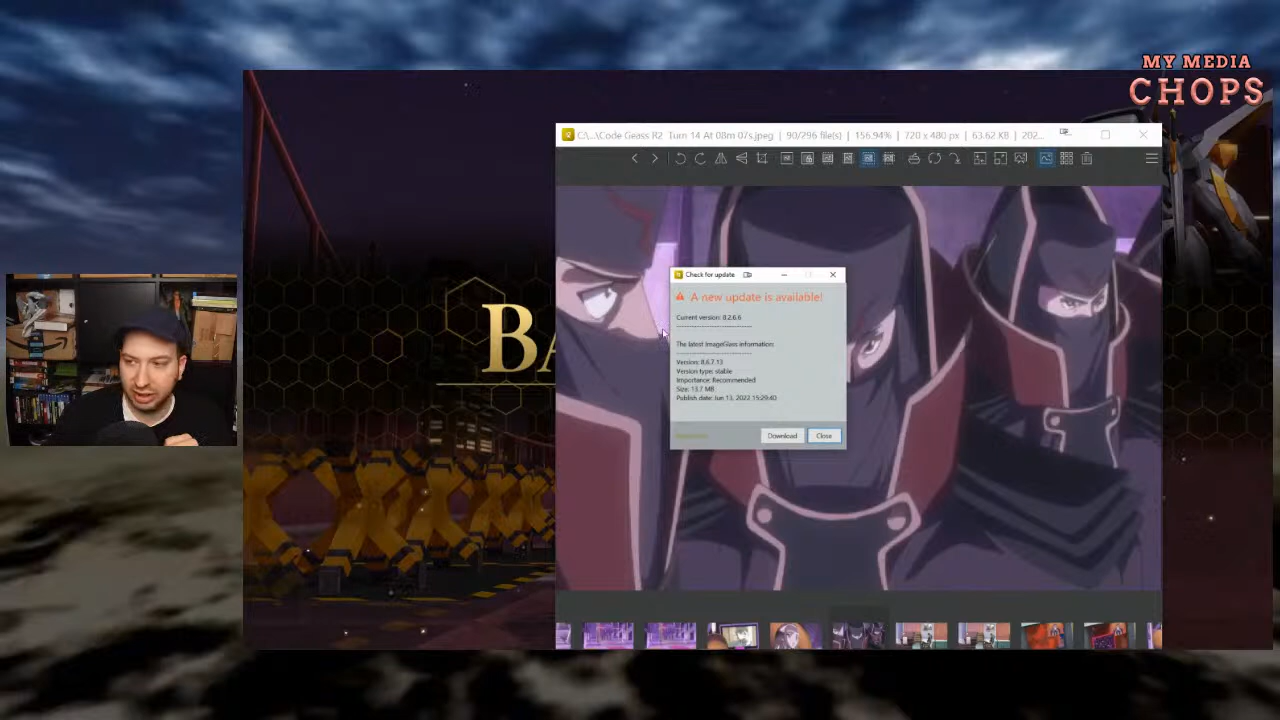 MY MEDIA
CHOPS
C:\...\Code Geass R2 Turn 14 At 08m 07s.jpeg | 90/296 file(s) | 156.94% | 720 x 480 px | 63.62 KB | 202...
Check for update
A new update is available!
Current version: 8.2.6.6
The latest ImageGlass information:
Version: 8.6.7.13
Version type: stable
Importance: Recommended
Size: 13.7 MB
Publish date: Jun 13, 2022 15:29:40
Download
Close
BA